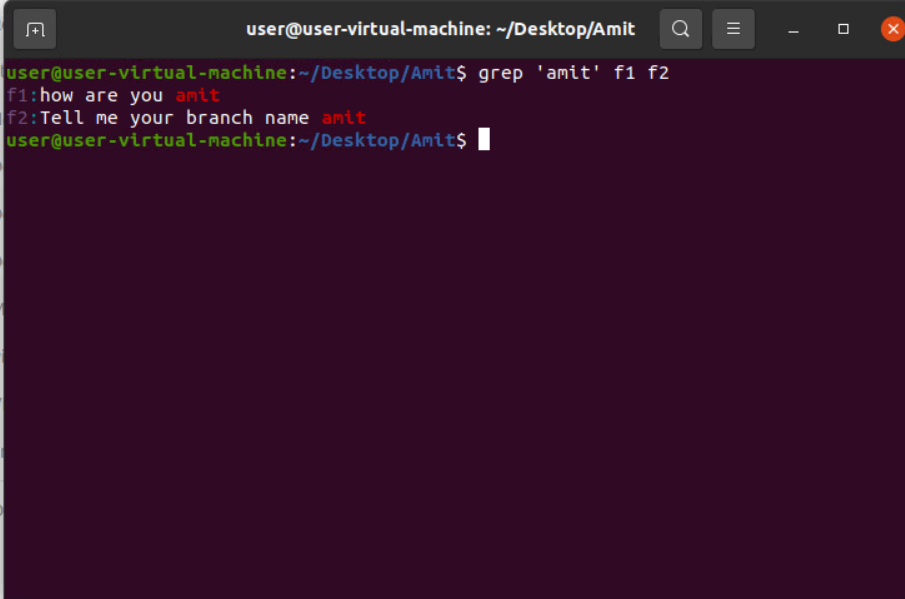 user@user-virtual-machine: ~/Desktop/Amit
user@user-virtual-machine:~/Desktop/Amit$ grep 'amit' f1 f2
f1:how are you amit
f2:Tell me your branch name amit
user@user-virtual-machine:~/Desktop/Amit$